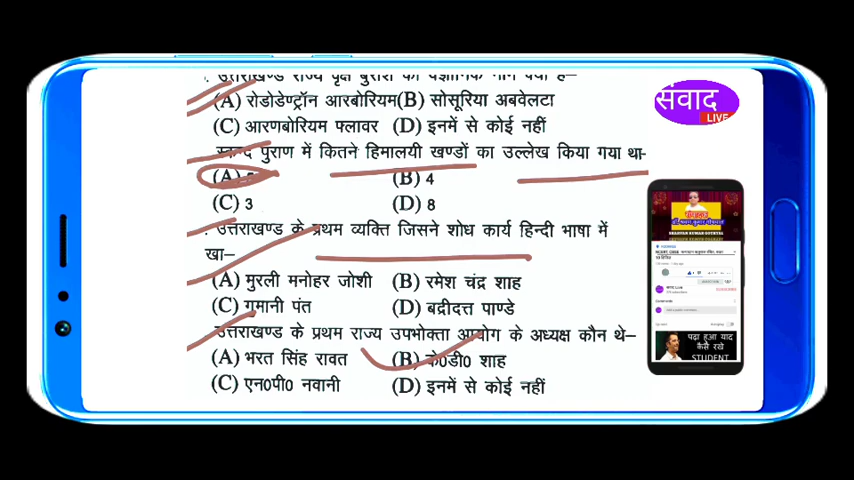 . उत्तराखण्ड राज्य वृक्ष बुरांश का वैज्ञानिक नाम क्या है–
(A) रोडोडेण्ट्रॉन आरबोरियम(B) सोसूरिया अबवेलटा
(C) आरणबोरियम फ्लावर (D) इनमें से कोई नहीं
स्कन्द पुराण में कितने हिमालयी खण्डों का उल्लेख किया गया था–
(A) (B) 4
(C) 3 (D) 8
. उत्तराखण्ड के प्रथम व्यक्ति जिसने शोध कार्य हिन्दी भाषा में
खा–
(A) मुरली मनोहर जोशी (B) रमेश चंद्र शाह
(C) गुमानी पंत (D) बद्रीदत्त पाण्डे
उत्तराखण्ड के प्रथम राज्य उपभोक्ता आयोग के अध्यक्ष कौन थे–
(A) भरत सिंह रावत (B) के0डी0 शाह
(C) एन0पी0 नवानी (D) इनमें से कोई नहीं
संवाद
LIVE
पढ़ा हुआ याद
कैसे रखे
STUDENT